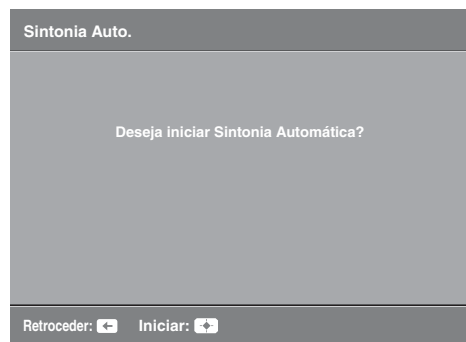 Sintonia Auto.
Deseja iniciar Sintonia Automática?
Retroceder: Iniciar: